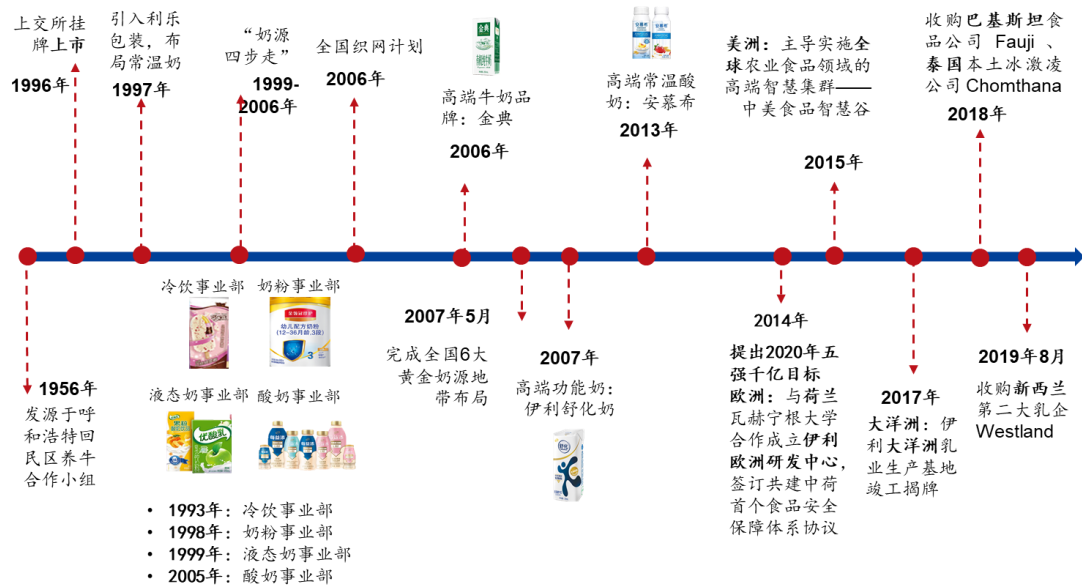 上交所挂
牌上市
1996年
引入利乐
包装，布
局常温奶
1997年
“奶源
四步走”
1999-
2006年
全国织网计划
2006年
高端牛奶品
牌：金典
2006年
高端常温酸
奶：安慕希
2013年
美洲：主导实施全
球农业食品领域的
高端智慧集群——
中美食品智慧谷
2015年
收购巴基斯坦食
品公司 Fauji 、
泰国本土冰激凌
公司 Chomthana
2018年
1956年
发源于呼
和浩特回
民区养牛
合作小组
冷饮事业部
奶粉事业部
幼儿配方奶粉
(12-36月龄,3段)
3
液态奶事业部
酸奶事业部
优酸乳
• 1993年：冷饮事业部
• 1998年：奶粉事业部
• 1999年：液态奶事业部
• 2005年：酸奶事业部
2007年5月
完成全国6大
黄金奶源地
带布局
2007年
高端功能奶：
伊利舒化奶
2014年
提出2020年五
强千亿目标
欧洲：与荷兰
瓦赫宁根大学
合作成立伊利
欧洲研发中心，
签订共建中荷
首个食品安全
保障体系协议
2017年
大洋洲：伊
利大洋洲乳
业生产基地
竣工揭牌
2019年8月
收购新西兰
第二大乳企
Westland